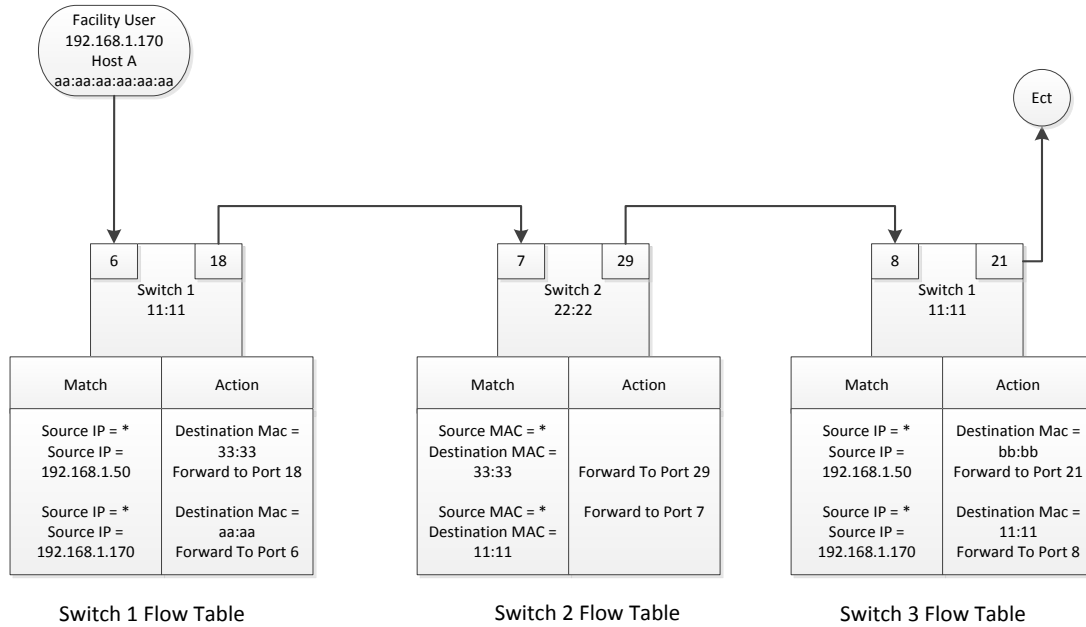 Facility User
192.168.1.170
Host A
aa:aa:aa:aa:aa:aa
Ect
6
18
Switch 1
11:11
7
29
Switch 2
22:22
8
21
Switch 1
11:11
Match
Action
Source IP = *
Source IP =
192.168.1.50
Destination Mac =
33:33
Forward to Port 18
Source IP = *
Source IP =
192.168.1.170
Destination Mac =
aa:aa
Forward To Port 6
Switch 1 Flow Table
Match
Action
Source MAC = *
Destination MAC =
33:33
Forward To Port 29
Source MAC = *
Destination MAC =
11:11
Forward to Port 7
Switch 2 Flow Table
Match
Action
Source IP = *
Source IP =
192.168.1.50
Destination Mac =
bb:bb
Forward to Port 21
Source IP = *
Source IP =
192.168.1.170
Destination Mac =
11:11
Forward To Port 8
Switch 3 Flow Table